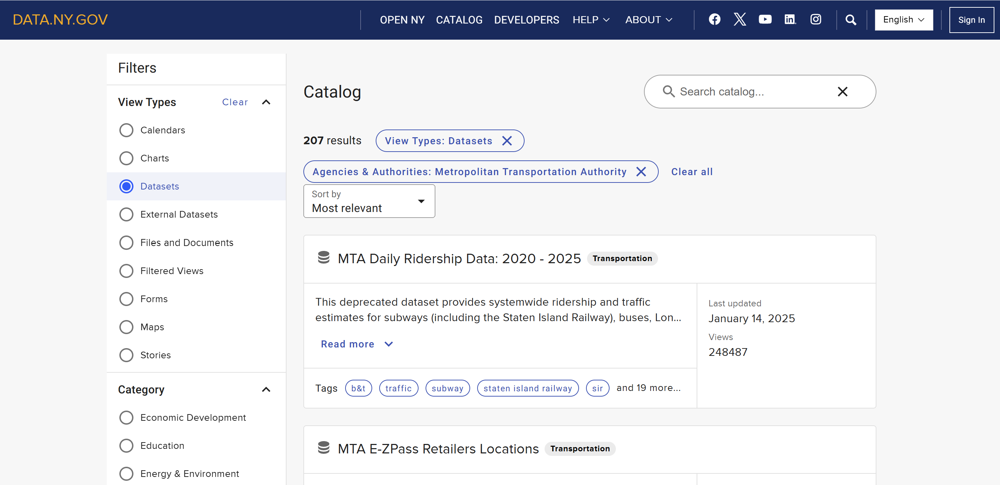 DATA.NY.GOV
OPEN NY CATALOG DEVELOPERS HELP ABOUT English Sign In
Filters
View Types Clear
Calendars
Charts
Datasets
External Datasets
Files and Documents
Filtered Views
Forms
Maps
Stories
Category
Economic Development
Education
Energy & Environment
Catalog
Search catalog...
207 results View Types: Datasets
Agencies & Authorities: Metropolitan Transportation Authority Clear all
Sort by
Most relevant
MTA Daily Ridership Data: 2020 - 2025 Transportation
This deprecated dataset provides systemwide ridership and traffic
estimates for subways (including the Staten Island Railway), buses, Lon...
Read more
Last updated
January 14, 2025
Views
248487
Tags b&t traffic subway staten island railway sir and 19 more...
MTA E-ZPass Retailers Locations Transportation